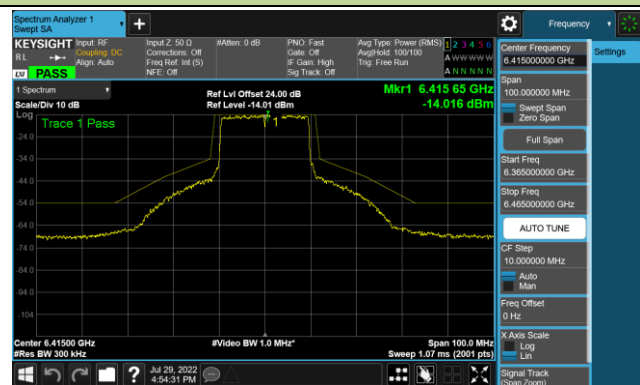 Spectrum Analyzer 1
Swept SA
+
Frequency
KEYSIGHT
RL
LXI
PASS
Input: RF
Coupling: DC
Align: Auto
Input Z: 50 Ω
Corrections: Off
Freq Ref: Int (S)
NFE: Off
#Atten: 0 dB
PNO: Fast
Gate: Off
IF Gain: High
Sig Track: Off
Avg Type: Power (RMS)
Avg|Hold: 100/100
Trig: Free Run
1 2 3 4 5 6
A W W W W W
A N N N N N
1 Spectrum
Scale/Div 10 dB
Log
Ref Lvl Offset 24.00 dB
Ref Level -14.01 dBm
Mkr1 6.415 65 GHz
-14.016 dBm
Trace 1 Pass
1
-24.0
-34.0
-44.0
-54.0
-64.0
-74.0
-84.0
-94.0
-104
Center 6.41500 GHz
#Res BW 300 kHz
#Video BW 1.0 MHz*
Span 100.0 MHz
Sweep 1.07 ms (2001 pts)
?
Jul 29, 2022
4:54:31 PM
Center Frequency
6.415000000 GHz
Settings
Span
100.000000 MHz
Swept Span
Zero Span
Full Span
Start Freq
6.365000000 GHz
Stop Freq
6.465000000 GHz
AUTO TUNE
CF Step
10.000000 MHz
Auto
Man
Freq Offset
0 Hz
X Axis Scale
Log
Lin
Signal Track
(Span Zoom)